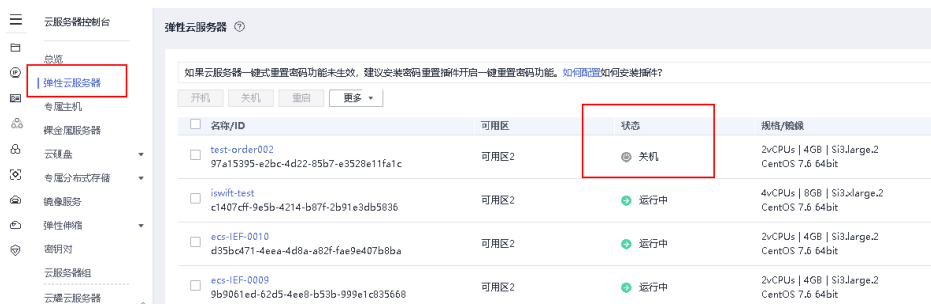 云服务器控制台
总览
弹性云服务器
专属主机
裸金属服务器
云硬盘
专属分布式存储
镜像服务
弹性伸缩
密钥对
云服务器组
云耀云服务器
弹性云服务器 ?
如果云服务器一键式重置密码功能未生效，建议安装密码重置插件开启一键重置密码功能。如何配置如何安装插件?
开机 关机 重启 更多
名称/ID 可用区 状态 规格/镜像
test-order002 2vCPUs | 4GB | Si3.large.2
97a15395-e2bc-4d22-85b7-e3528e11fa1c 可用区2 关机 CentOS 7.6 64bit
iswift-test 4vCPUs | 8GB | Si3.xlarge.2
c1407cff-9e5b-4214-b87f-2b91e3db5836 可用区2 运行中 CentOS 7.6 64bit
ecs-IEF-0010 2vCPUs | 4GB | Si3.large.2
d35bc471-4eea-4d8a-a82f-fae9e407b8ba 可用区2 运行中 CentOS 7.6 64bit
ecs-IEF-0009 2vCPUs | 4GB | Si3.large.2
9b9061ed-62d5-4ee8-b53b-999e1c835668 可用区2 运行中 CentOS 7.6 64bit